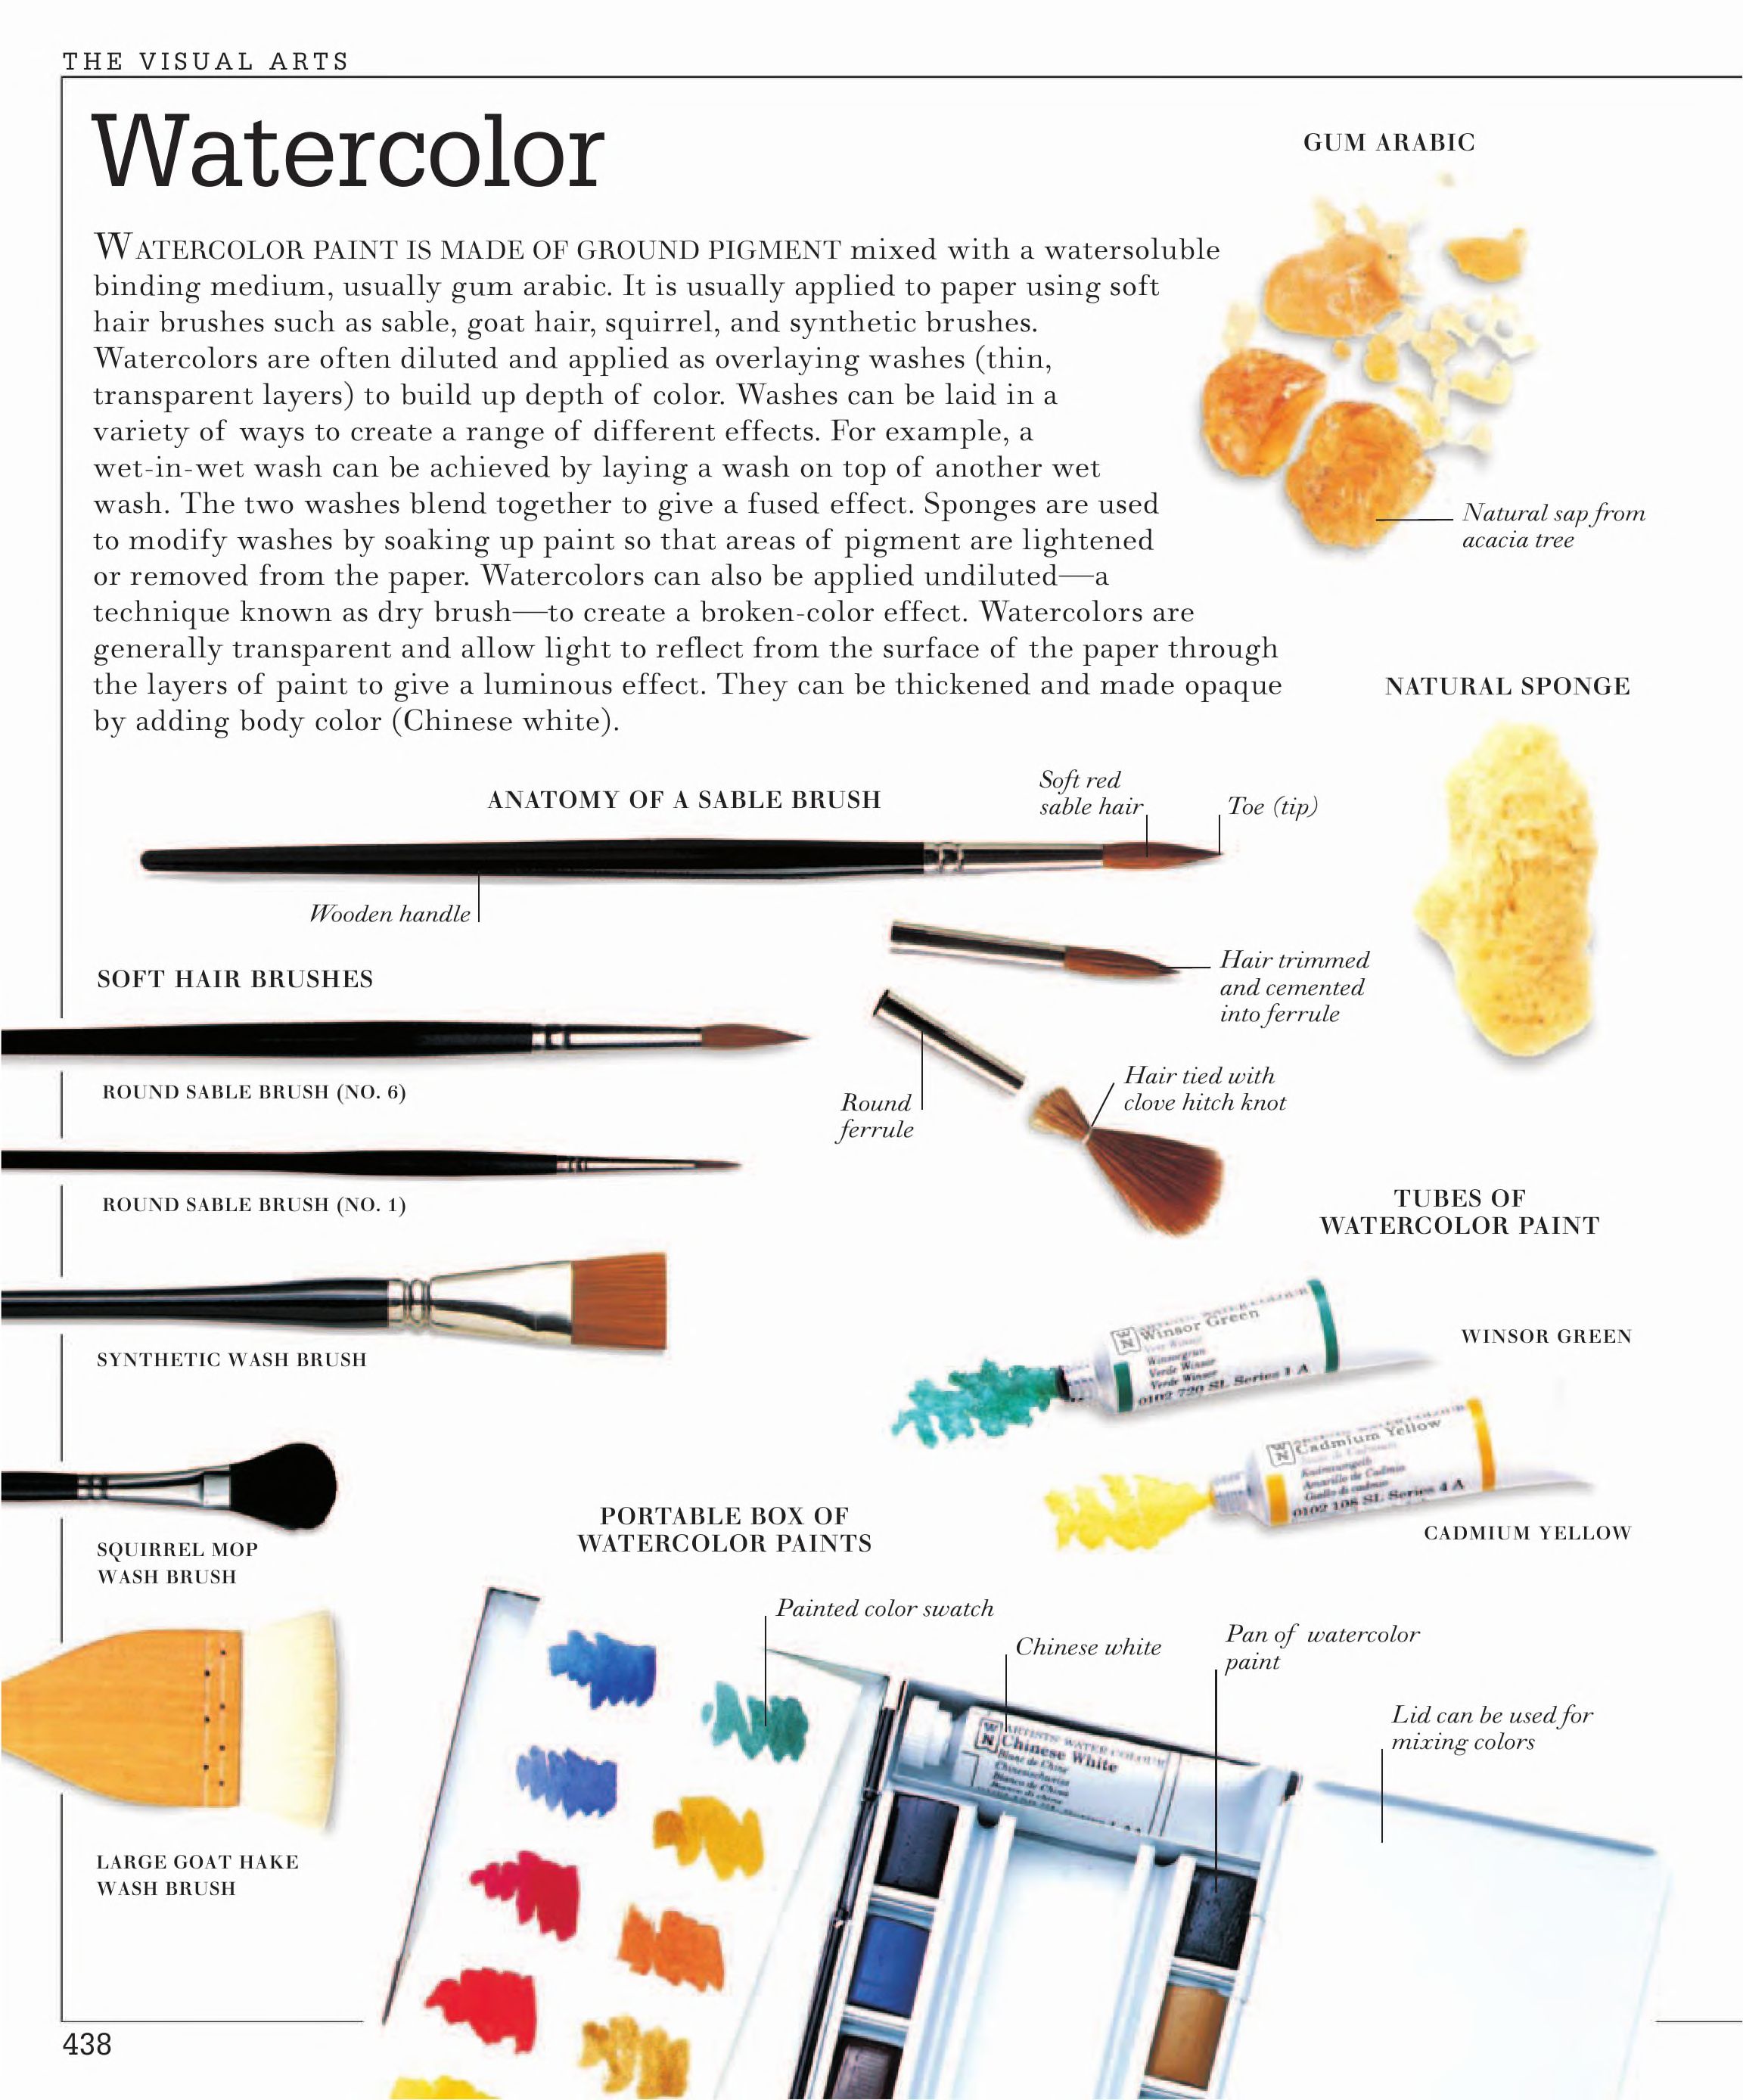 THE VISUAL ARTS
Watercolor
WATERCOLOR PAINT IS MADE OF GROUND PIGMENT mixed with a watersoluble
binding medium, usually gum arabic. It is usually applied to paper using soft
hair brushes such as sable, goat hair, squirrel, and synthetic brushes.
Watercolors are often diluted and applied as overlaying washes (thin,
transparent layers) to build up depth of color. Washes can be laid in a
variety of ways to create a range of different effects. For example, a
wet-in-wet wash can be achieved by laying a wash on top of another wet
wash. The two washes blend together to give a fused effect. Sponges are used
to modify washes by soaking up paint so that areas of pigment are lightened
or removed from the paper. Watercolors can also be applied undiluted—a
technique known as dry brush—to create a broken-color effect. Watercolors are
generally transparent and allow light to reflect from the surface of the paper through
the layers of paint to give a luminous effect. They can be thickened and made opaque
by adding body color (Chinese white).
GUM ARABIC
Natural sap from
acacia tree
NATURAL SPONGE
ANATOMY OF A SABLE BRUSH
Soft red
sable hair
Toe (tip)
Wooden handle
Hair trimmed
and cemented
into ferrule
Round
ferrule
Hair tied with
clove hitch knot
SOFT HAIR BRUSHES
ROUND SABLE BRUSH (NO. 6)
ROUND SABLE BRUSH (NO. 1)
SYNTHETIC WASH BRUSH
SQUIRREL MOP
WASH BRUSH
LARGE GOAT HAKE
WASH BRUSH
TUBES OF
WATERCOLOR PAINT
WINSOR GREEN
Winsor Green
Verde Winsor
0102 720 SL Series 1 A
CADMIUM YELLOW
Cadmium Yellow
Amarillo de Cadmio
0102 108 SL Series 4 A
PORTABLE BOX OF
WATERCOLOR PAINTS
Painted color swatch
Chinese white
Pan of watercolor
paint
Lid can be used for
mixing colors
ARTISTS' WATER COLOUR
Chinese White
Blanc de Chine
438